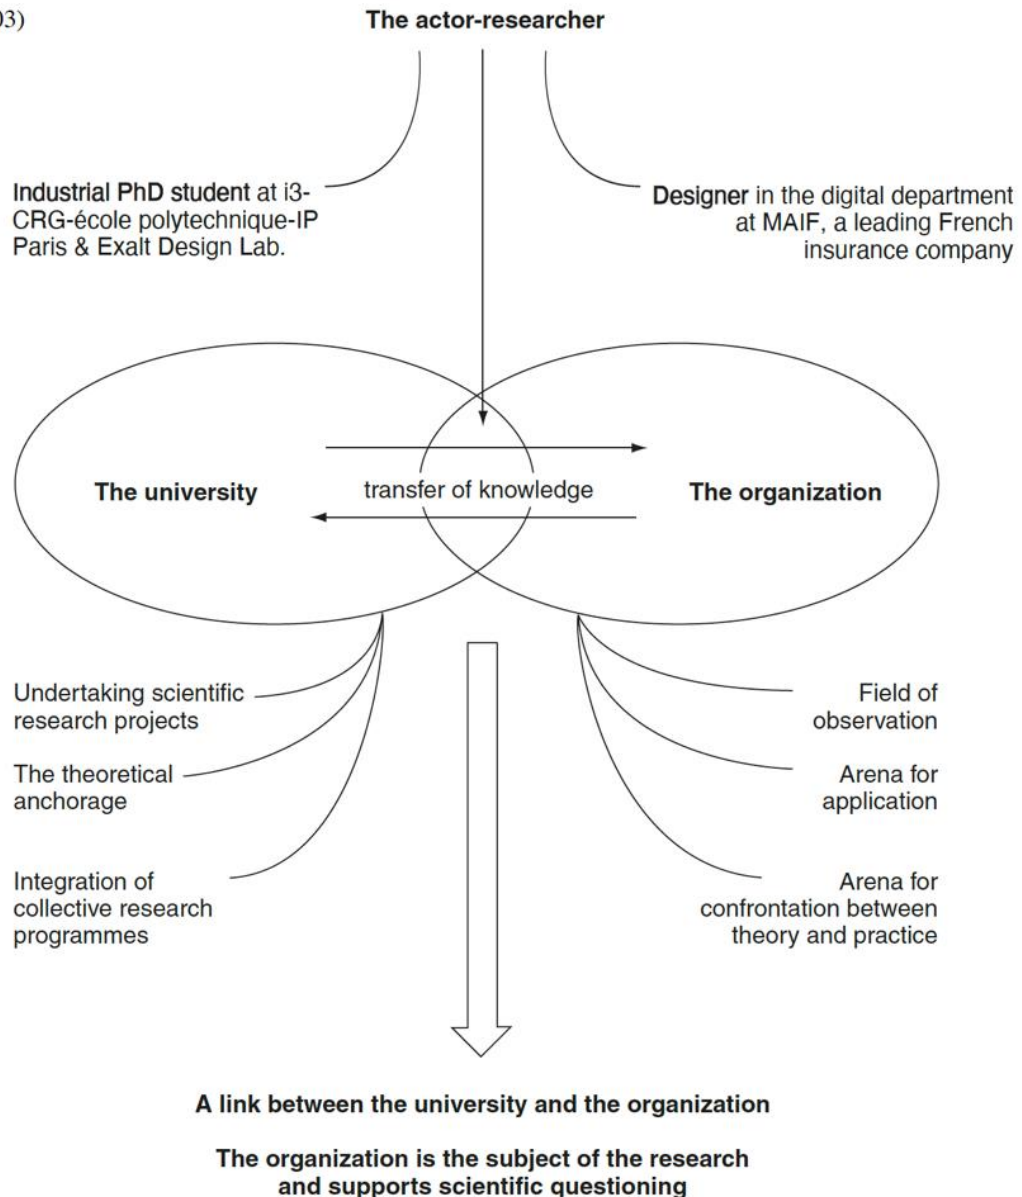 03)
The actor-researcher
Industrial PhD student at i3-
CRG-école polytechnique-IP
Paris & Exalt Design Lab.
Designer in the digital department
at MAIF, a leading French
insurance company
The university
transfer of knowledge
The organization
Undertaking scientific
research projects
The theoretical
anchorage
Integration of
collective research
programmes
Field of
observation
Arena for
application
Arena for
confrontation between
theory and practice
A link between the university and the organization
The organization is the subject of the research
and supports scientific questioning